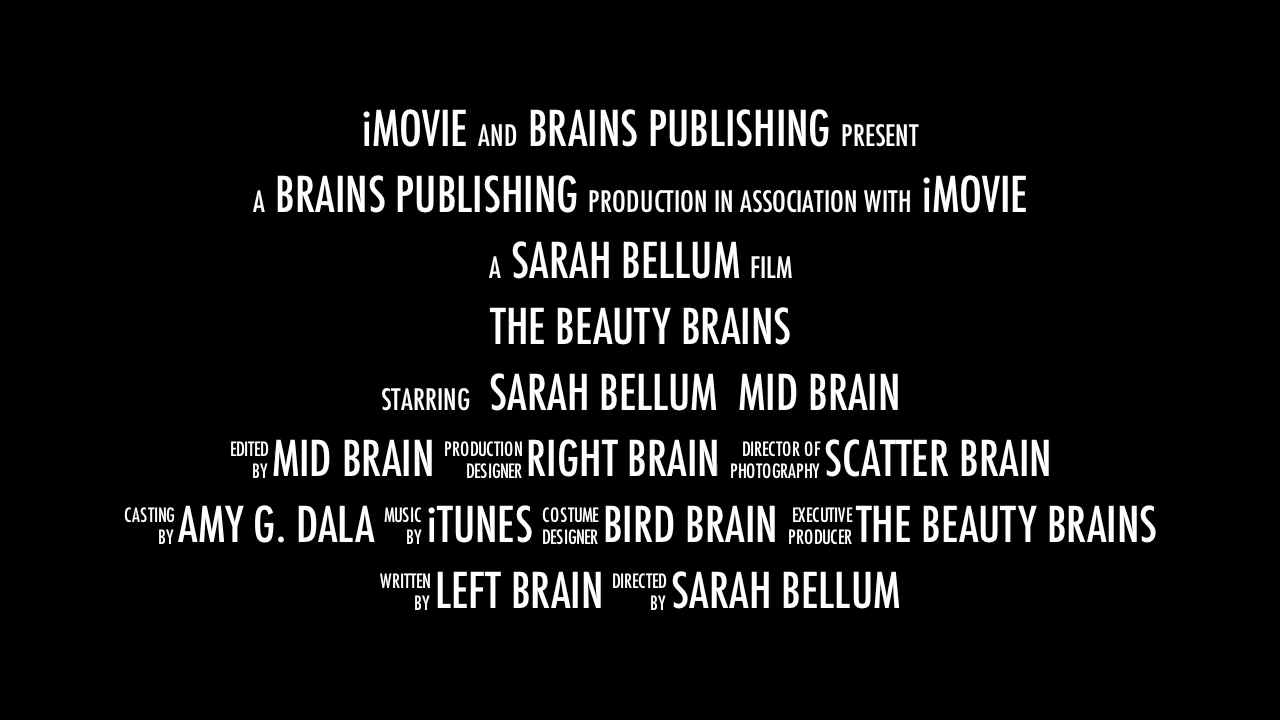 iMOVIE AND BRAINS PUBLISHING PRESENT
A BRAINS PUBLISHING PRODUCTION IN ASSOCIATION WITH iMOVIE
A SARAH BELLUM FILM
THE BEAUTY BRAINS
STARRING SARAH BELLUM MID BRAIN
EDITED BY MID BRAIN PRODUCTION DESIGNER RIGHT BRAIN DIRECTOR OF PHOTOGRAPHY SCATTER BRAIN
CASTING BY AMY G. DALA MUSIC BY iTUNES COSTUME DESIGNER BIRD BRAIN EXECUTIVE PRODUCER THE BEAUTY BRAINS
WRITTEN BY LEFT BRAIN DIRECTED BY SARAH BELLUM